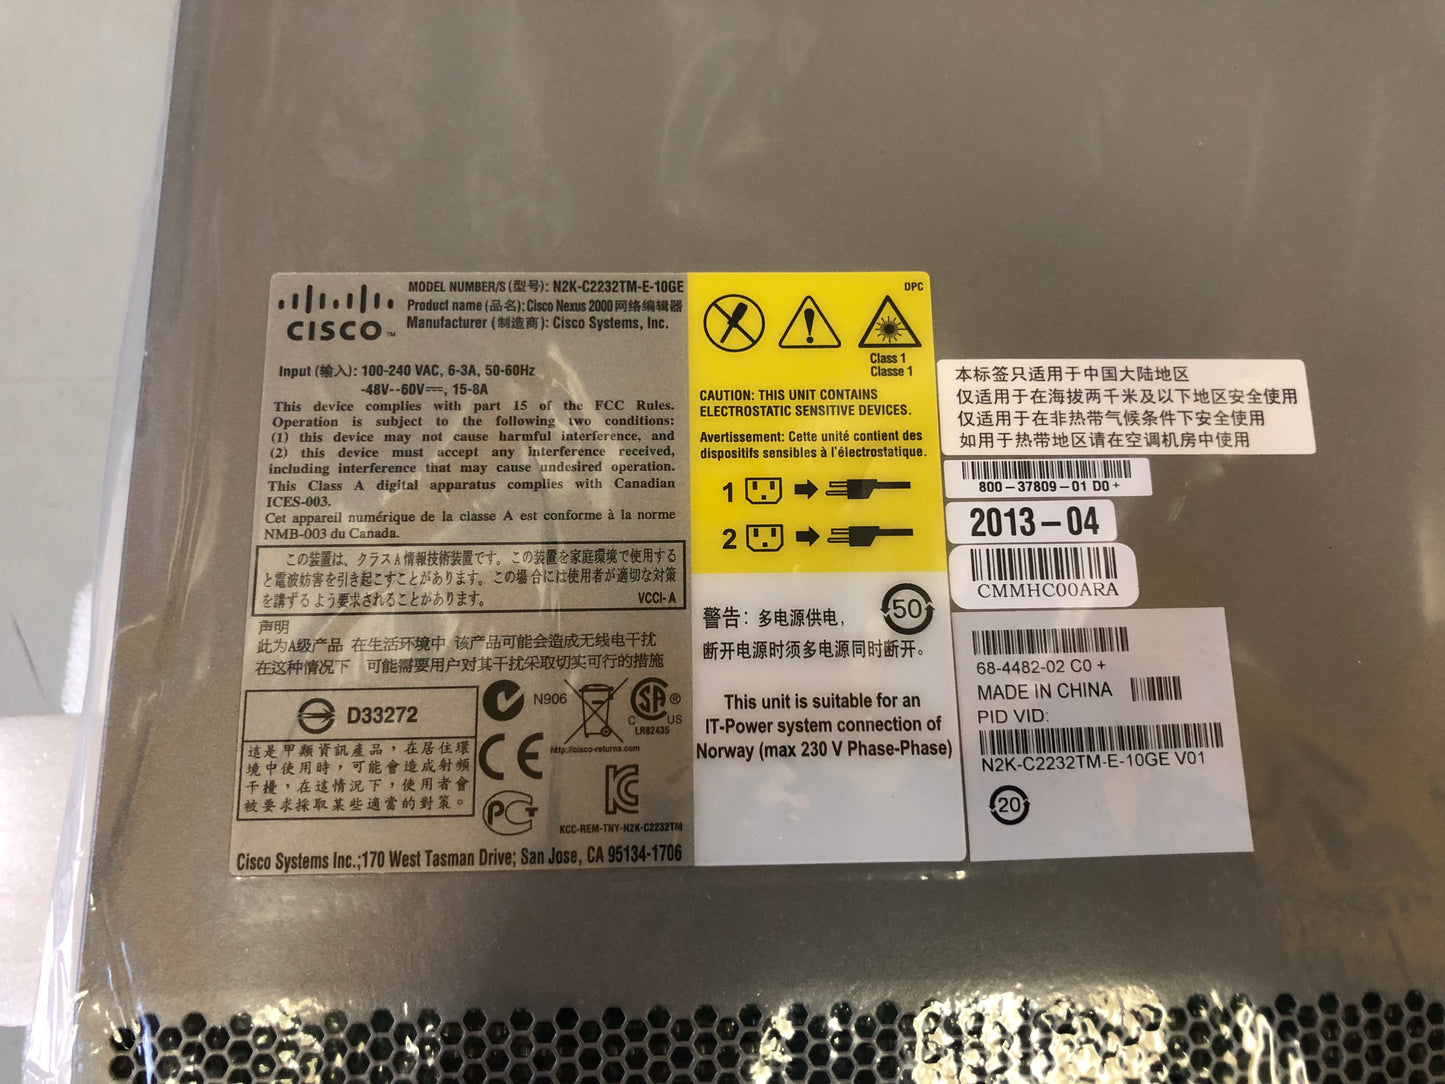 CISCO™
MODEL NUMBER/S (型号): N2K-C2232TM-E-10GE
Product name (品名): Cisco Nexus 2000 网络编辑器
Manufacturer (制造商): Cisco Systems, Inc.
Input (输入): 100-240 VAC, 6-3A, 50-60Hz
-48V--60V⎓, 15-8A
This device complies with part 15 of the FCC Rules.
Operation is subject to the following two conditions:
(1) this device may not cause harmful interference, and
(2) this device must accept any interference received,
including interference that may cause undesired operation.
This Class A digital apparatus complies with Canadian
ICES-003.
Cet appareil numérique de la classe A est conforme à la norme
NMB-003 du Canada.
この装置は、クラスA情報技術装置です。この装置を家庭環境で使用する
と電波妨害を引き起こすことがあります。この場合には使用者が適切な対策
を講ずるよう要求されることがあります。 VCCI-A
声明
此为A级产品 在生活环境中 该产品可能会造成无线电干扰
在这种情况下 可能需要用户对其干扰采取切实可行的措施
D33272
這是甲類資訊產品，在居住環
境中使用時，可能會造成射頻
干擾，在這情況下，使用者會
被要求採取某些適當的對策。
N906
SA®
C US
LR82435
http://cisco-returns.com
CE
PCT
KC
KCC-REM-TNY-N2K-C2232TM
Cisco Systems Inc.;170 West Tasman Drive; San Jose, CA 95134-1706
DPC
Class 1
Classe 1
CAUTION: THIS UNIT CONTAINS
ELECTROSTATIC SENSITIVE DEVICES.
Avertissement: Cette unité contient des
dispositifs sensibles à l'électrostatique.
1
2
警告: 多电源供电，
50
断开电源时须多电源同时断开。
This unit is suitable for an
IT-Power system connection of
Norway (max 230 V Phase-Phase)
本标签只适用于中国大陆地区
仅适用于在海拔两千米及以下地区安全使用
仅适用于在非热带气候条件下安全使用
如用于热带地区请在空调机房中使用
800-37809-01 D0 +
2013-04
CMMHC00ARA
68-4482-02 C0 +
MADE IN CHINA
PID VID:
N2K-C2232TM-E-10GE V01
20